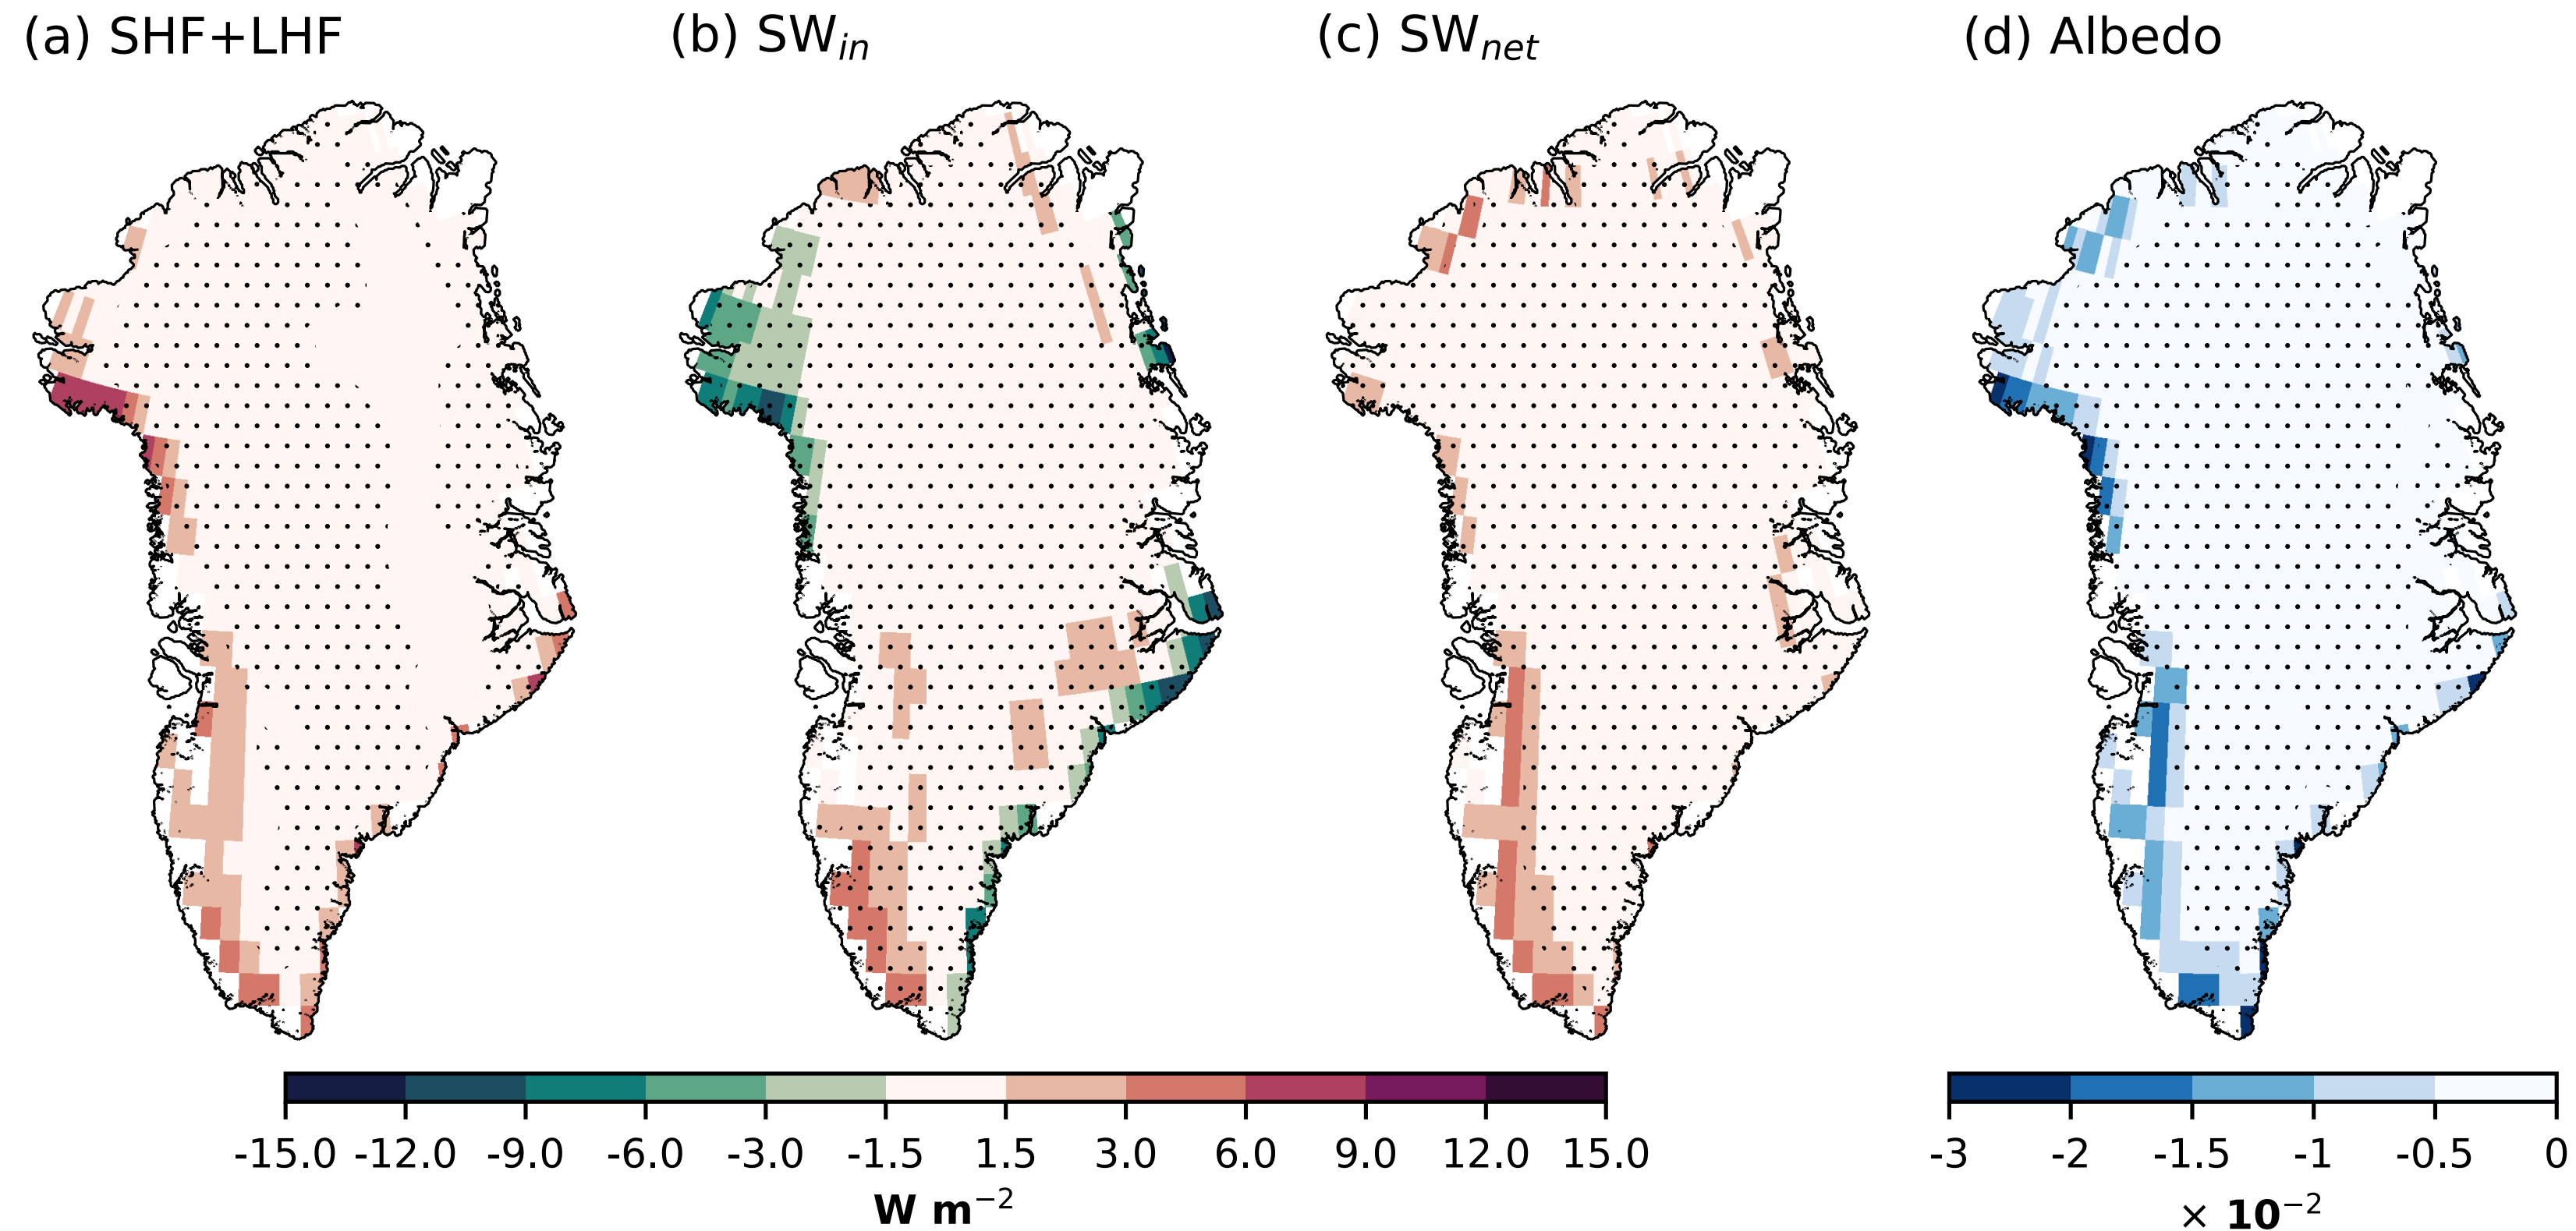 (a) SHF+LHF (b) SW_in (c) SW_net (d) Albedo
-15.0 -12.0 -9.0 -6.0 -3.0 -1.5 1.5 3.0 6.0 9.0 12.0 15.0 -3 -2 -1.5 -1 -0.5 0
W m⁻² × 10⁻²